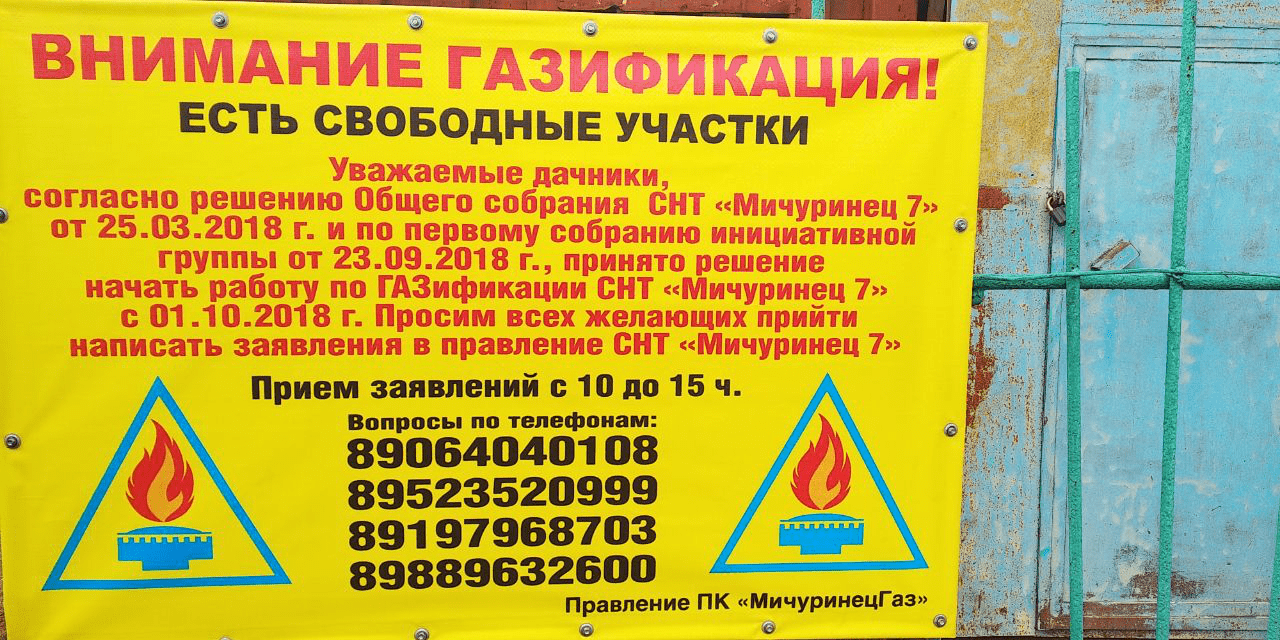 ВНИМАНИЕ ГАЗИФИКАЦИЯ!
ЕСТЬ СВОБОДНЫЕ УЧАСТКИ
Уважаемые дачники,
согласно решению Общего собрания СНТ «Мичуринец 7»
от 25.03.2018 г. и по первому собранию инициативной
группы от 23.09.2018 г., принято решение
начать работу по ГАЗификации СНТ «Мичуринец 7»
с 01.10.2018 г. Просим всех желающих прийти
написать заявления в правление СНТ «Мичуринец 7»
Прием заявлений с 10 до 15 ч.
Вопросы по телефонам:
89064040108
89523520999
89197968703
89889632600
Правление ПК «МичуринецГаз»